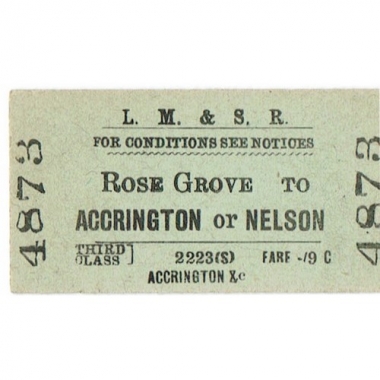 L. M. & S. R.
FOR CONDITIONS SEE NOTICES
ROSE GROVE TO
ACCRINGTON or NELSON
THIRD CLASS] 2223(S) FARE -/9 C
ACCRINGTON &c
4873
4873